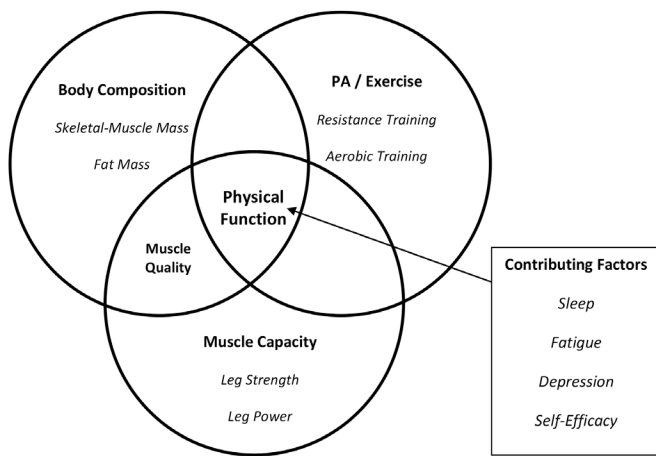 Body Composition
Skeletal-Muscle Mass
Fat Mass
PA / Exercise
Resistance Training
Aerobic Training
Physical
Function
Muscle
Quality
Muscle Capacity
Leg Strength
Leg Power
Contributing Factors
Sleep
Fatigue
Depression
Self-Efficacy